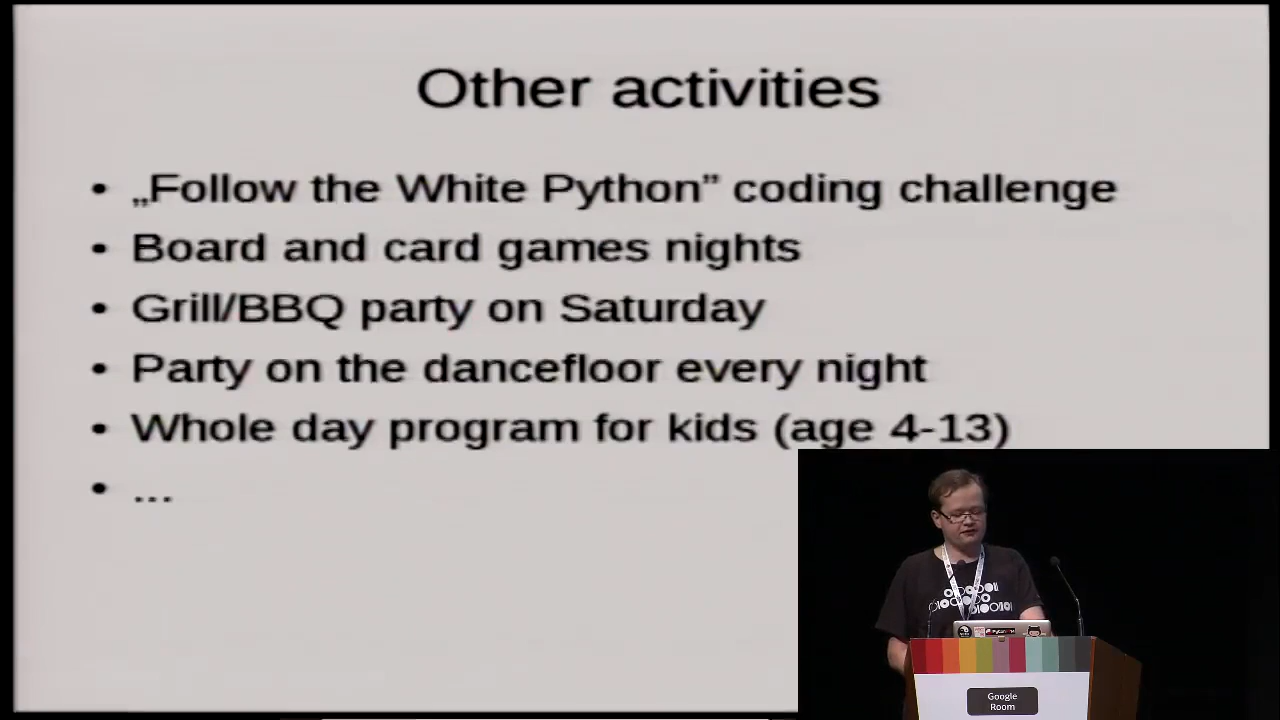 Other activities
• „Follow the White Python” coding challenge
• Board and card games nights
• Grill/BBQ party on Saturday
• Party on the dancefloor every night
• Whole day program for kids (age 4-13)
• ...
Google
Room